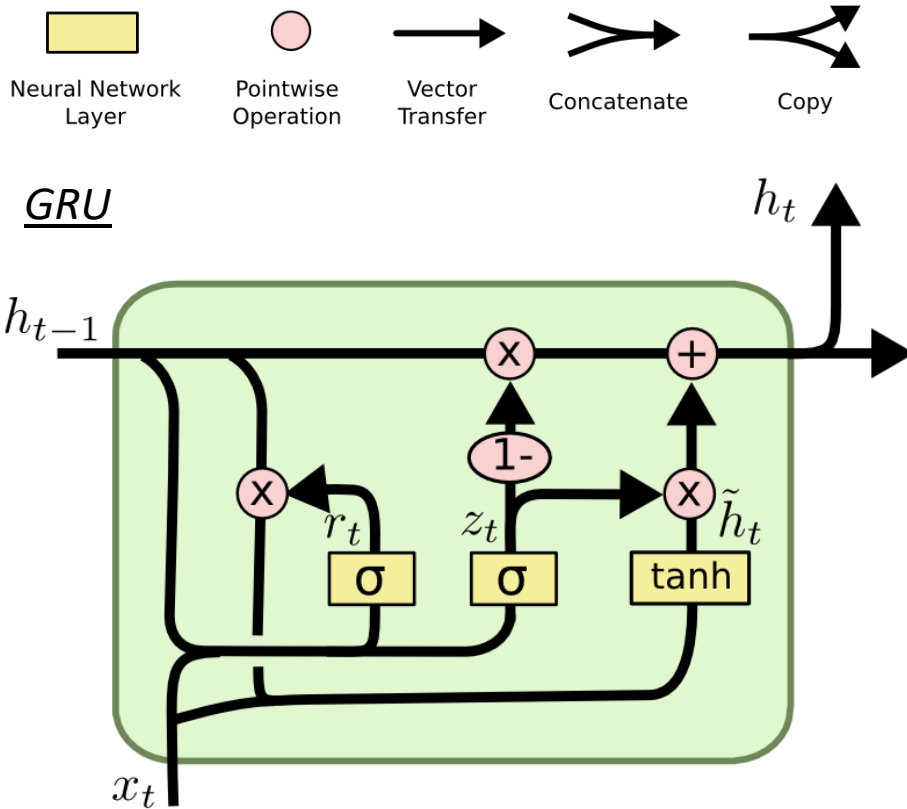 Neural Network
Layer
Pointwise
Operation
Vector
Transfer
Concatenate
Copy
GRU
h_t
h_{t-1}
x
+
1-
x
x
r_t
z_t
h̃_t
σ
σ
tanh
x_t